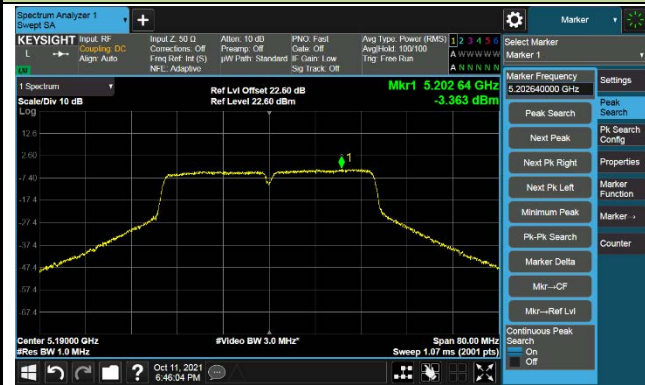 Spectrum Analyzer 1
Swept SA
Marker
KEYSIGHT
L
LW
Input: RF
Coupling: DC
Align: Auto
Input Z: 50 Ω
Corrections: Off
Freq Ref: Int (S)
NFE: Adaptive
Atten: 10 dB
Preamp: Off
µW Path: Standard
PNO: Fast
Gate: Off
IF Gain: Low
Sig Track: Off
Avg Type: Power (RMS)
Avg|Hold: 100/100
Trig: Free Run
1 2 3 4 5 6
A W W W W W
A N N N N N
Select Marker
Marker 1
1 Spectrum
Scale/Div 10 dB
Log
Ref Lvl Offset 22.60 dB
Ref Level 22.60 dBm
Mkr1 5.202 64 GHz
-3.363 dBm
12.6
2.60
-7.40
-17.4
-27.4
-37.4
-47.4
-57.4
-67.4
1
Center 5.19000 GHz
#Res BW 1.0 MHz
#Video BW 3.0 MHz*
Span 80.00 MHz
Sweep 1.07 ms (2001 pts)
Marker Frequency
5.202640000 GHz
Peak Search
Next Peak
Next Pk Right
Next Pk Left
Minimum Peak
Pk-Pk Search
Marker Delta
Mkr→CF
Mkr→Ref Lvl
Continuous Peak
Search
On
Off
Settings
Peak
Search
Pk Search
Config
Properties
Marker
Function
Marker→
Counter
?
Oct 11, 2021
6:46:04 PM